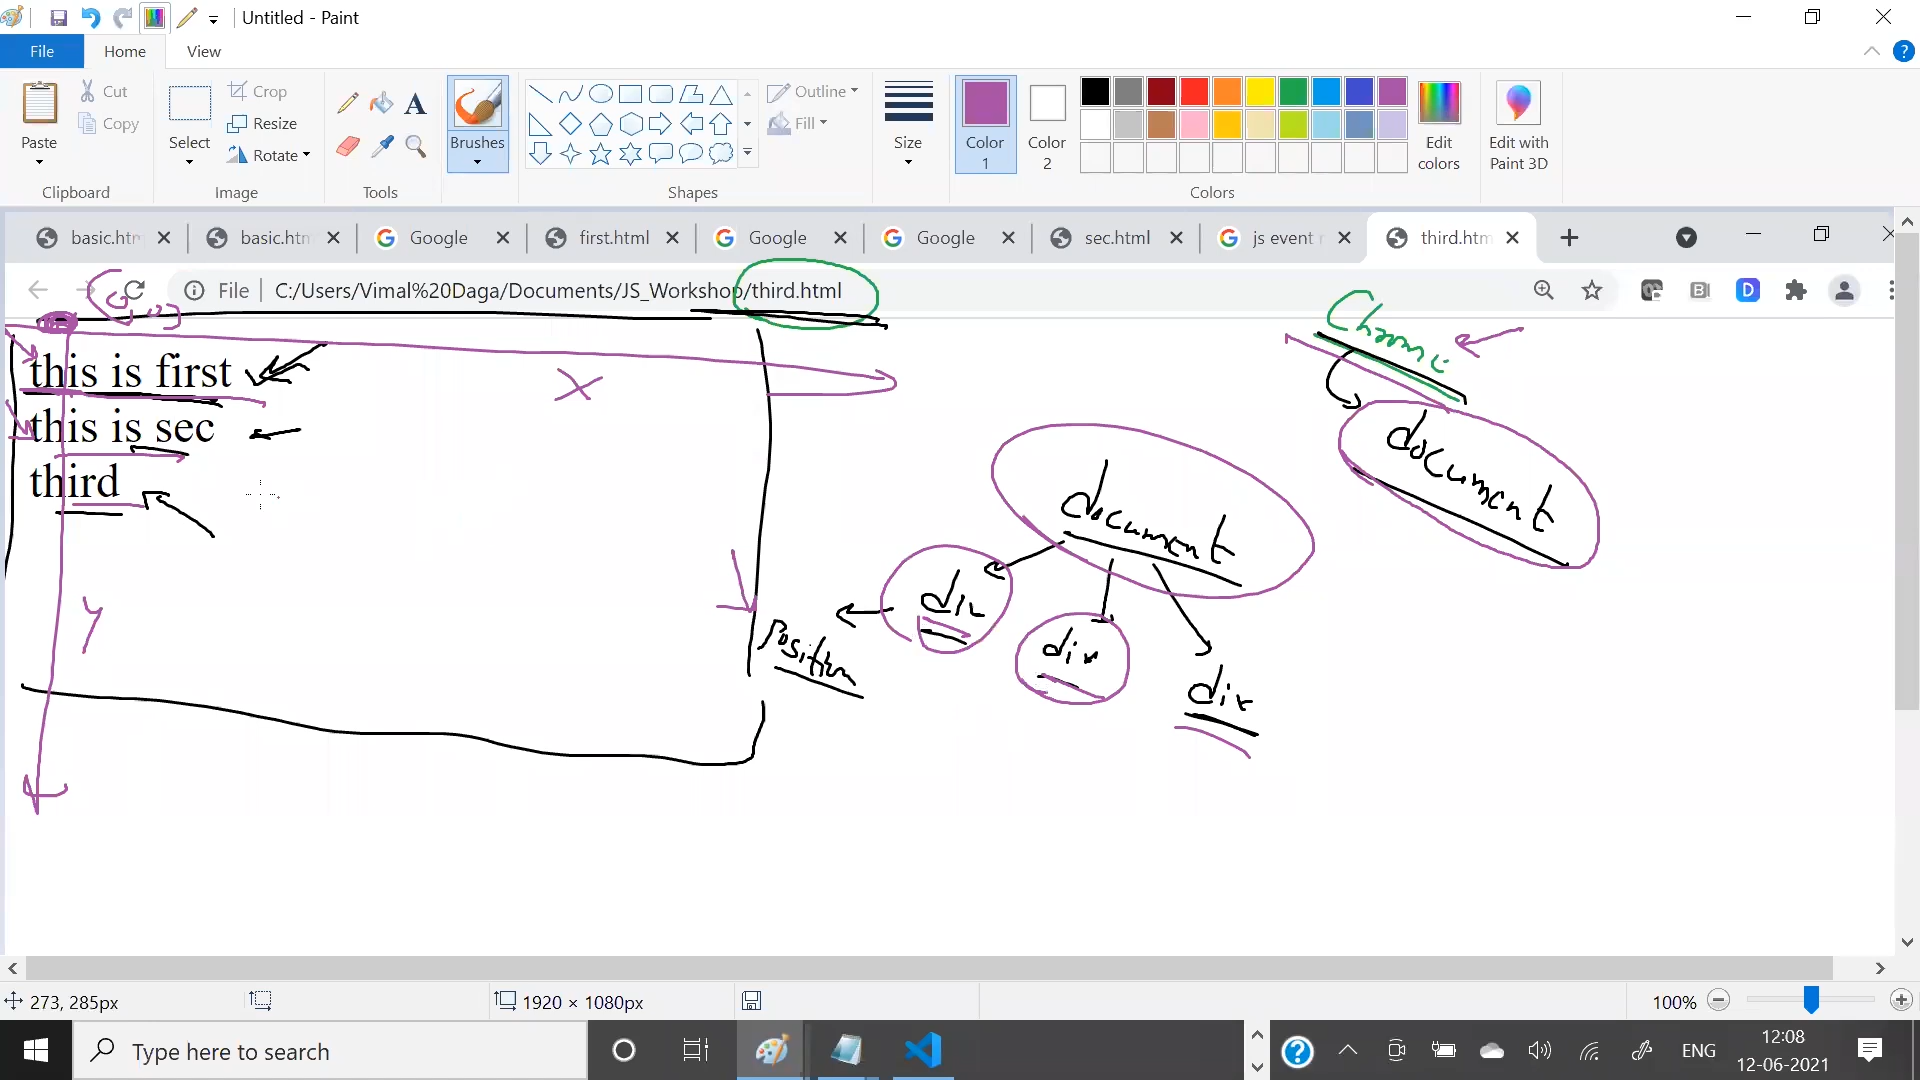 Untitled - Paint
File Home View
Paste
Cut
Copy
Clipboard
Select
Crop
Resize
Rotate
Image
A
Tools
Brushes
Shapes
Outline
Fill
Size
Color 1
Color 2
Edit colors
Colors
Edit with Paint 3D
basic.htm
basic.htm
Google
first.html
Google
Google
sec.html
js event
third.htm
File C:/Users/Vimal%20Daga/Documents/JS_Workshop/third.html
D
this is first
this is sec
third
X
Y
Chrome
document
document
div
div
div
Position
273, 285px
1920 × 1080px
100%
Type here to search
ENG
12:08
12-06-2021